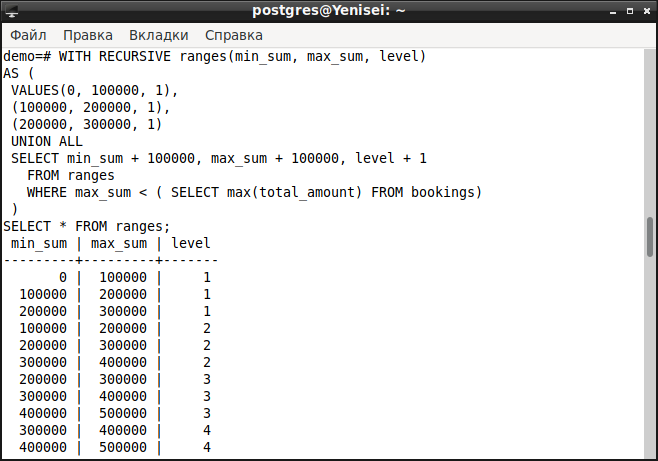 postgres@Yenisei: ~
Файл Правка Вкладки Справка
demo=# WITH RECURSIVE ranges(min_sum, max_sum, level)
AS (
 VALUES(0, 100000, 1),
 (100000, 200000, 1),
 (200000, 300000, 1)
 UNION ALL
 SELECT min_sum + 100000, max_sum + 100000, level + 1
   FROM ranges
   WHERE max_sum < ( SELECT max(total_amount) FROM bookings)
 )
SELECT * FROM ranges;
 min_sum | max_sum | level
---------+---------+-------
       0 |  100000 |     1
  100000 |  200000 |     1
  200000 |  300000 |     1
  100000 |  200000 |     2
  200000 |  300000 |     2
  300000 |  400000 |     2
  200000 |  300000 |     3
  300000 |  400000 |     3
  400000 |  500000 |     3
  300000 |  400000 |     4
  400000 |  500000 |     4